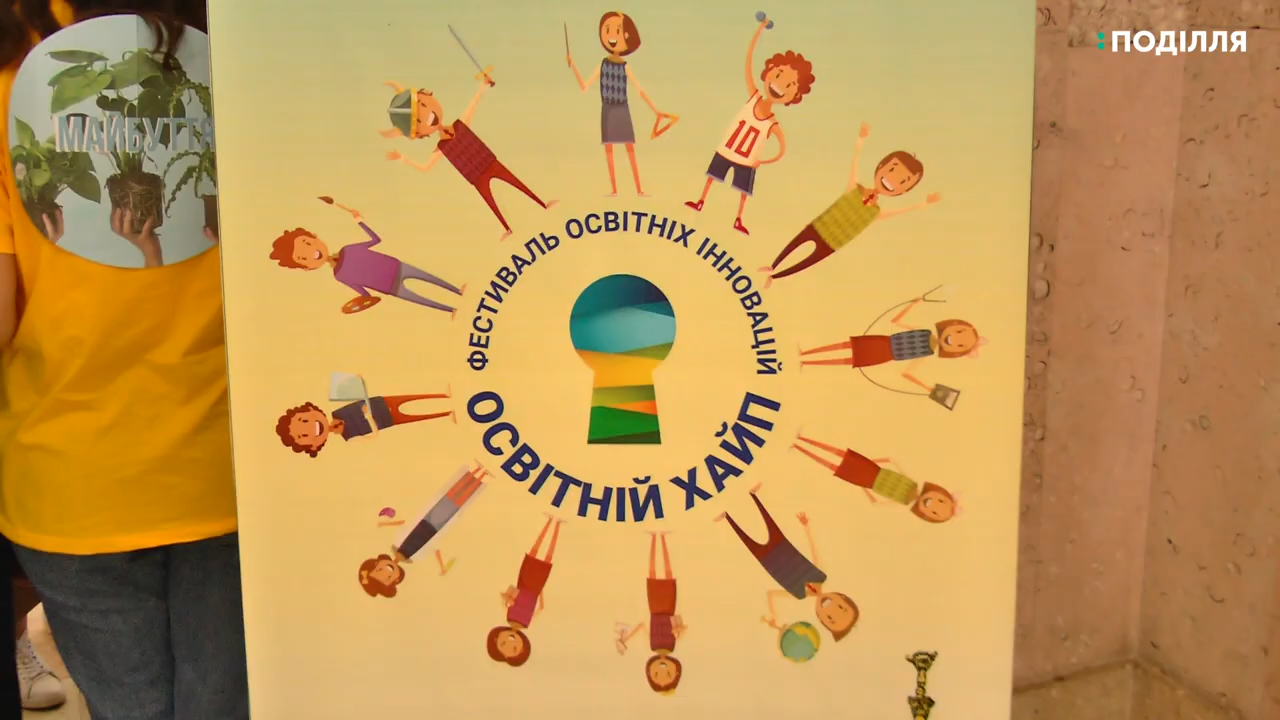 МАЙБУТТЯ
:ПОДІЛЛЯ
10
ФЕСТИВАЛЬ ОСВІТНІХ ІННОВАЦІЙ
ОСВІТНІЙ ХАЙП